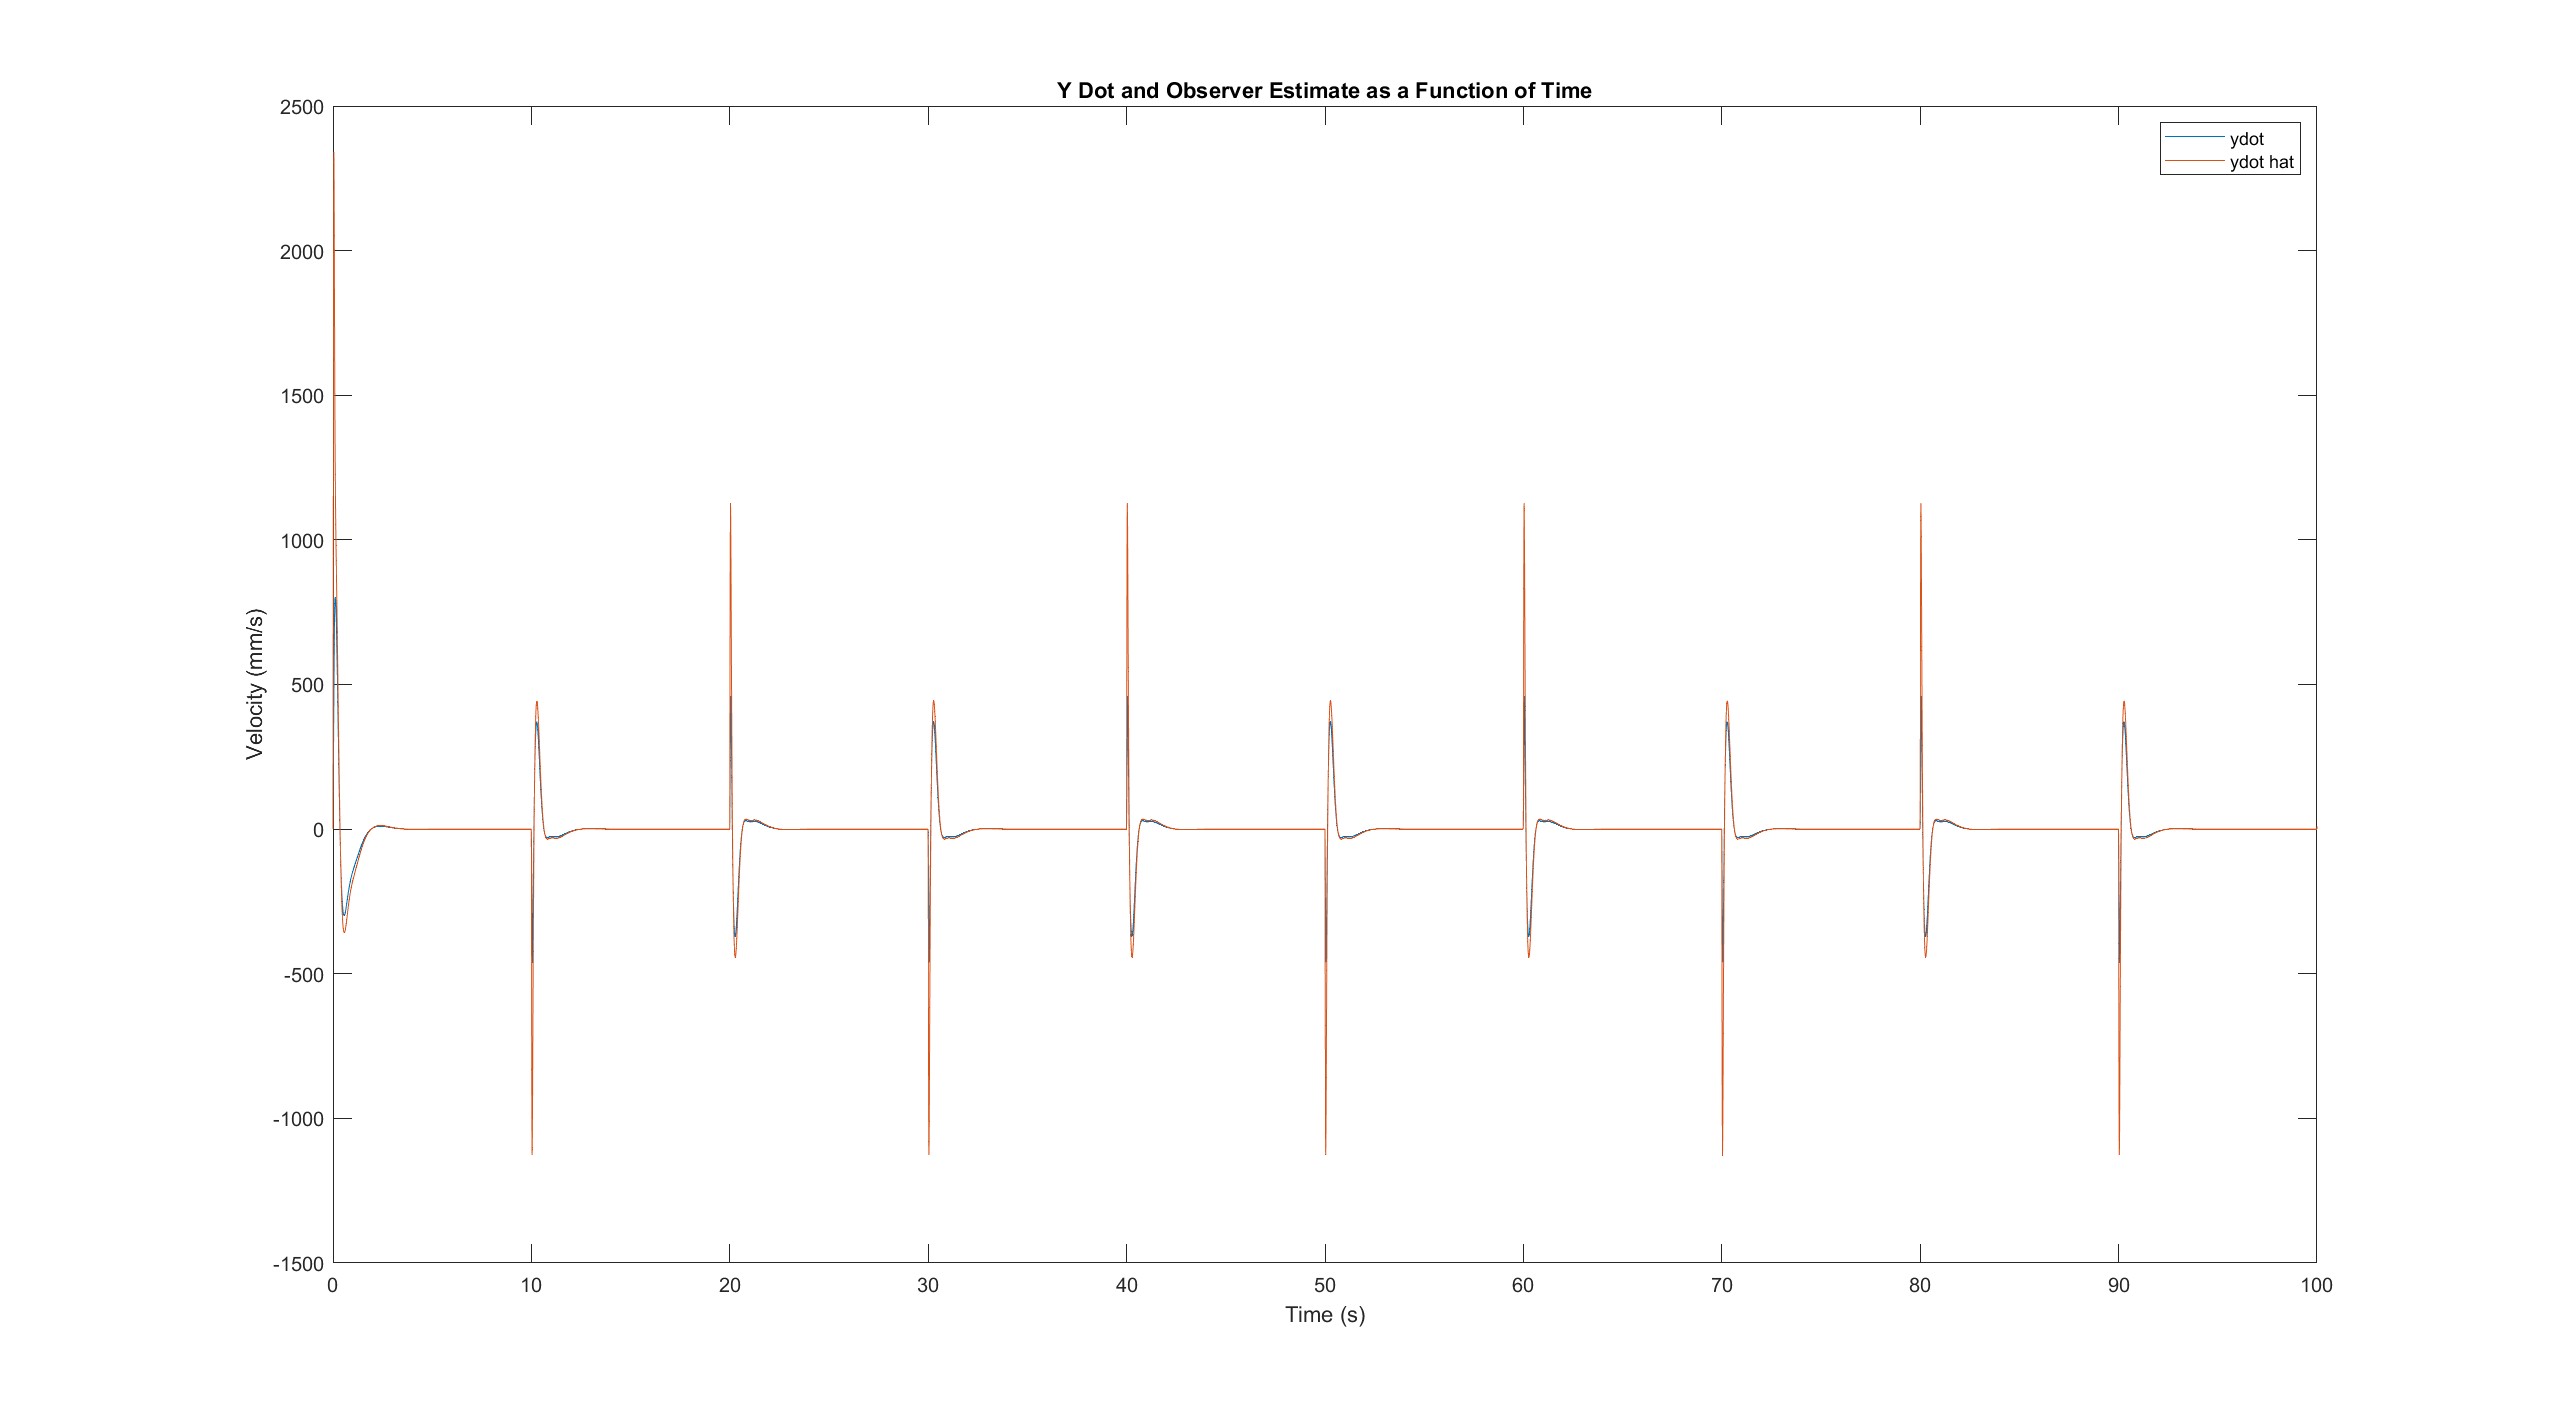 Y Dot and Observer Estimate as a Function of Time
2500
2000
1500
1000
500
0
-500
-1000
-1500
Velocity (mm/s)
ydot
ydot hat
0 10 20 30 40 50 60 70 80 90 100
Time (s)